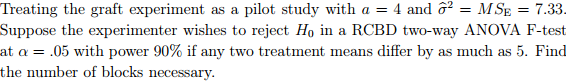 Treating the graft experiment as a pilot study with a = 4 and σ̂² = MS_E = 7.33.
Suppose the experimenter wishes to reject H₀ in a RCBD two-way ANOVA F-test
at α = .05 with power 90% if any two treatment means differ by as much as 5. Find
the number of blocks necessary.